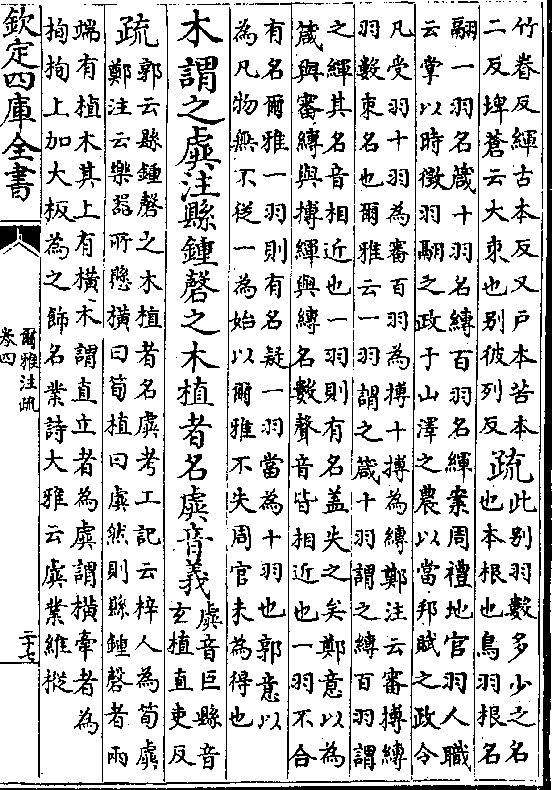 竹眷反緷古本反又戶本苦本
二反埤蒼云大束也別彼列反
疏
此別羽數多少之名
也本根也鳥羽根名
翮一羽名箴十羽名縛百羽名緷案周禮地官羽人職
云掌以時徵羽翮之政于山澤之農以當邦賦之政令
凡受羽十羽為審百羽為摶十摶為縛鄭注云審摶縛
羽數束名也爾雅云一羽謂之箴十羽謂之縛百羽謂
之緷其名音相近也一羽則有名盖失之矣鄭意以為
箴與審縛與摶緷與縛名數聲音皆相近也一羽不合
有名爾雅一羽則有名疑一羽當為十羽也郭意以
為凡物無不從一為始以爾雅不失周官未為得也
木謂之虡注縣鍾磬之木植者名虡音義
虡音巨縣音
玄植直吏反
疏
郭云縣鍾磬之木植者名虡考工記云梓人為筍虡
鄭注云樂器所懸橫曰筍植曰虡然則縣鍾磬者兩
端有植木其上有橫木謂直立者為虡謂橫牽者為
栒栒上加大板為之飾名業詩大雅云虡業維樅
欽定四庫全書
爾雅注疏
卷四
二十七